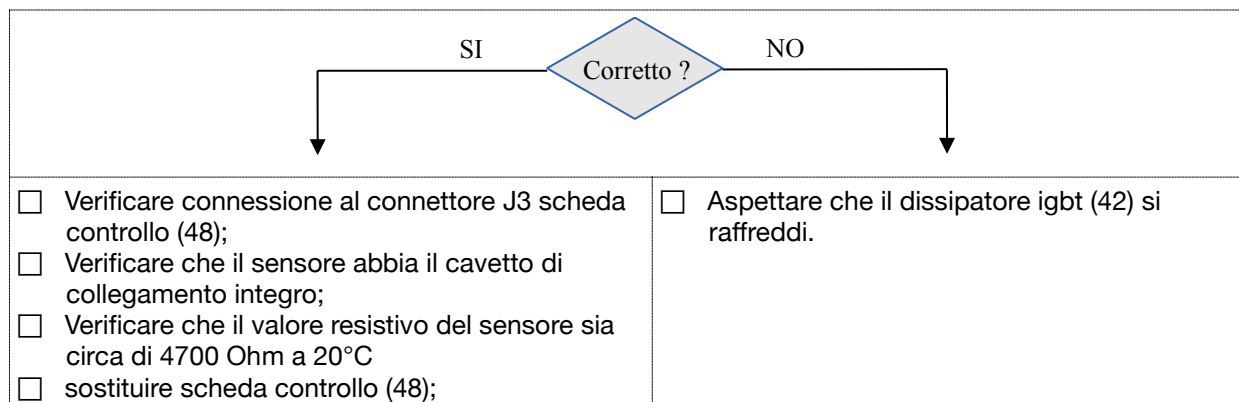 SI
Corretto ?
NO
Verificare connessione al connettore J3 scheda
controllo (48);
Verificare che il sensore abbia il cavetto di
collegamento integro;
Verificare che il valore resistivo del sensore sia
circa di 4700 Ohm a 20°C
sostituire scheda controllo (48);
Aspettare che il dissipatore igbt (42) si
raffreddi.